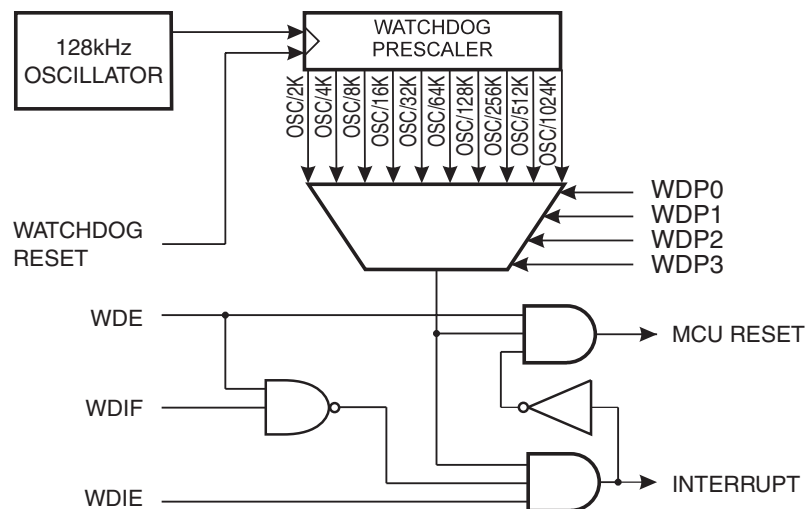 128kHz
OSCILLATOR
WATCHDOG
PRESCALER
OSC/2K
OSC/4K
OSC/8K
OSC/16K
OSC/32K
OSC/64K
OSC/128K
OSC/256K
OSC/512K
OSC/1024K
WDP0
WDP1
WDP2
WDP3
WATCHDOG
RESET
WDE
MCU RESET
WDIF
WDIE
INTERRUPT